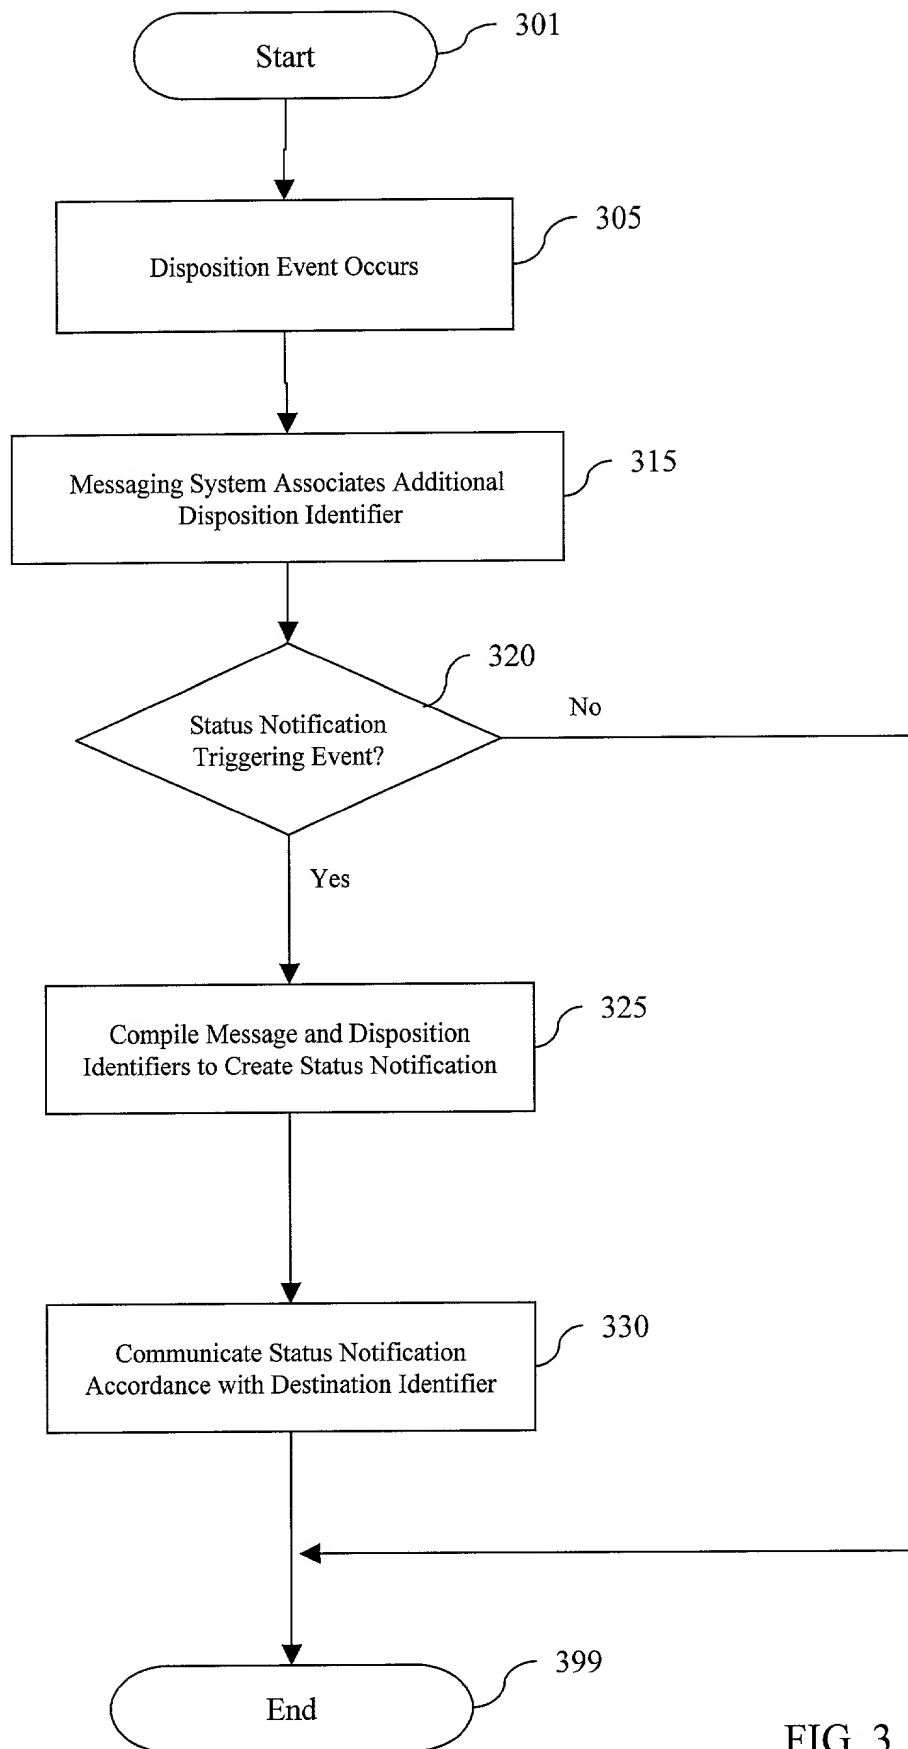 Start
301
Disposition Event Occurs
305
Messaging System Associates Additional
Disposition Identifier
315
Status Notification
Triggering Event?
320
No
Yes
Compile Message and Disposition
Identifiers to Create Status Notification
325
Communicate Status Notification
Accordance with Destination Identifier
330
End
399
FIG. 3